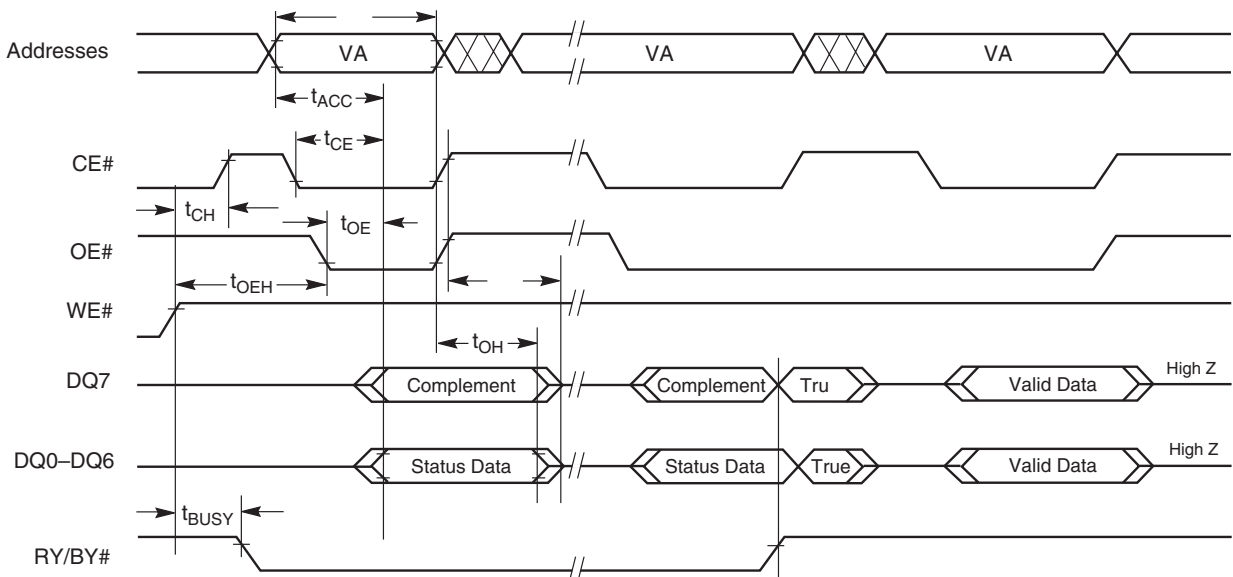 Addresses
VA VA VA
tACC
tCE
CE#
tCH
tOE
OE#
tOEH
WE#
tOH
DQ7 Complement Complement Tru Valid Data High Z
DQ0–DQ6 Status Data Status Data True Valid Data High Z
tBUSY
RY/BY#